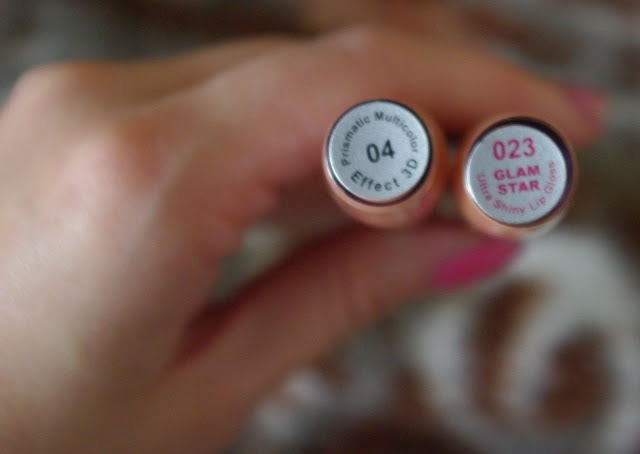 Prismatic Multicolor
04
Effect 3D
023
GLAM
STAR
Ultra Shiny Lip Gloss